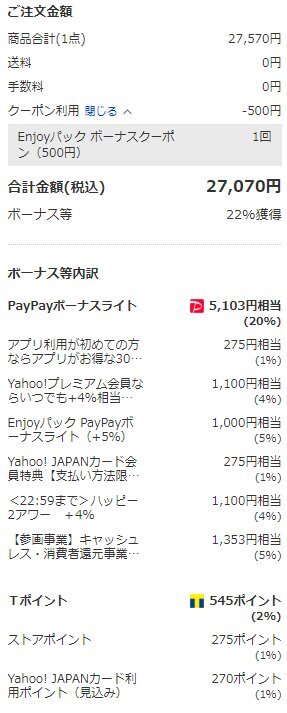 ご注文金額
商品合計(1点) 27,570円
送料 0円
手数料 0円
クーポン利用 閉じる -500円
Enjoyパック ボーナスクーポ 1回
ン（500円）
合計金額(税込) 27,070円
ボーナス等 22%獲得
ボーナス等内訳
PayPayボーナスライト 5,103円相当
(20%)
アプリ利用が初めての方 275円相当
ならアプリがお得な30… (1%)
Yahoo!プレミアム会員な 1,100円相当
らいつでも+4%相当… (4%)
Enjoyパック PayPayボ 1,000円相当
ーナスライト（+5%） (5%)
Yahoo! JAPANカード会 275円相当
員特典【支払い方法限… (1%)
＜22:59まで＞ハッピー 1,100円相当
2アワー　+4% (4%)
【参画事業】キャッシュ 1,353円相当
レス・消費者還元事業… (5%)
Ｔポイント 545ポイント
(2%)
ストアポイント 275ポイント
(1%)
Yahoo! JAPANカード利 270ポイント
用ポイント（見込み） (1%)